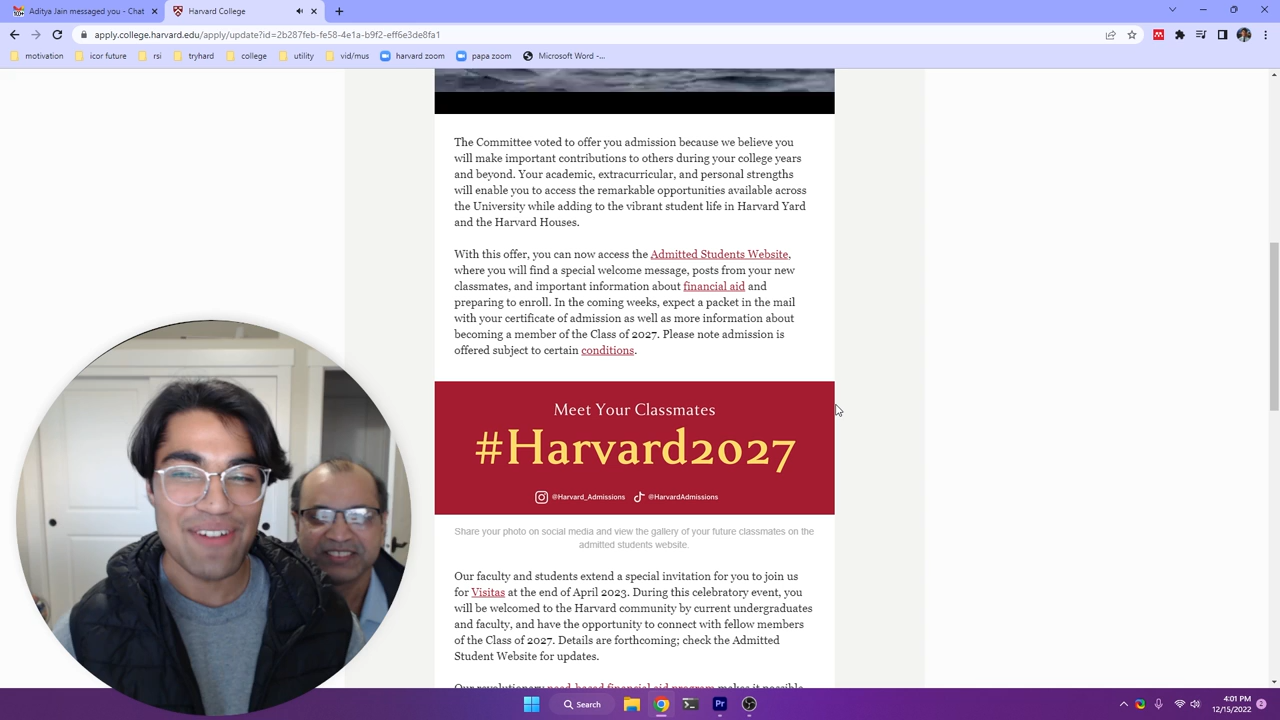 Aditya Jain messaged you - Chat
Harvard College
apply.college.harvard.edu/apply/update?id=2b287feb-fe58-4e1a-b9f2-eff6e3de8fa1
motivation
icor future
rsi
tryhard
college
utility
vid/mus
harvard zoom
papa zoom
Microsoft Word -...
The Committee voted to offer you admission because we believe you
will make important contributions to others during your college years
and beyond. Your academic, extracurricular, and personal strengths
will enable you to access the remarkable opportunities available across
the University while adding to the vibrant student life in Harvard Yard
and the Harvard Houses.
With this offer, you can now access the Admitted Students Website,
where you will find a special welcome message, posts from your new
classmates, and important information about financial aid and
preparing to enroll. In the coming weeks, expect a packet in the mail
with your certificate of admission as well as more information about
becoming a member of the Class of 2027. Please note admission is
offered subject to certain conditions.
Meet Your Classmates
#Harvard2027
@Harvard_Admissions
@HarvardAdmissions
Share your photo on social media and view the gallery of your future classmates on the
admitted students website.
Our faculty and students extend a special invitation for you to join us
for Visitas at the end of April 2023. During this celebratory event, you
will be welcomed to the Harvard community by current undergraduates
and faculty, and have the opportunity to connect with fellow members
of the Class of 2027. Details are forthcoming; check the Admitted
Student Website for updates.
Our revolutionary need-based financial aid program makes it possible
Search
Pr
4:01 PM
12/15/2022